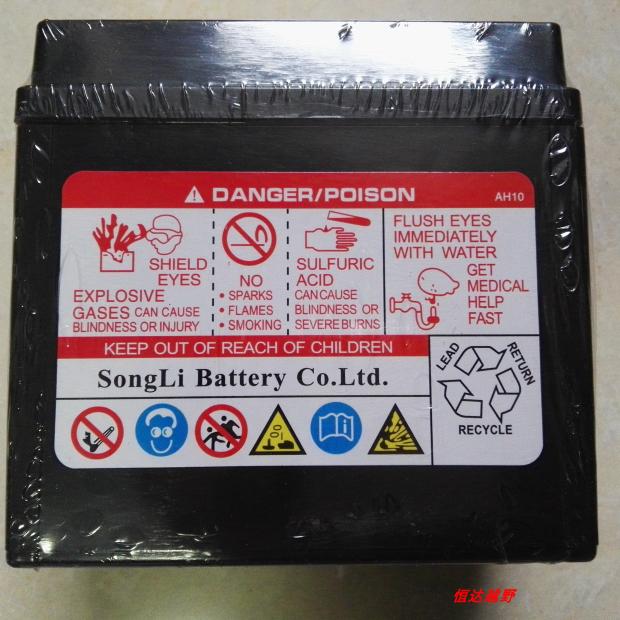 DANGER/POISON
AH10
SHIELD
EYES
EXPLOSIVE
GASES CAN CAUSE
BLINDNESS OR INJURY
NO
• SPARKS
• FLAMES
• SMOKING
SULFURIC
ACID
CAN CAUSE
BLINDNESS OR
SEVERE BURNS
FLUSH EYES
IMMEDIATELY
WITH WATER
GET
MEDICAL
HELP
FAST
KEEP OUT OF REACH OF CHILDREN
SongLi Battery Co.Ltd.
LEAD
RETURN
RECYCLE
恒达越野